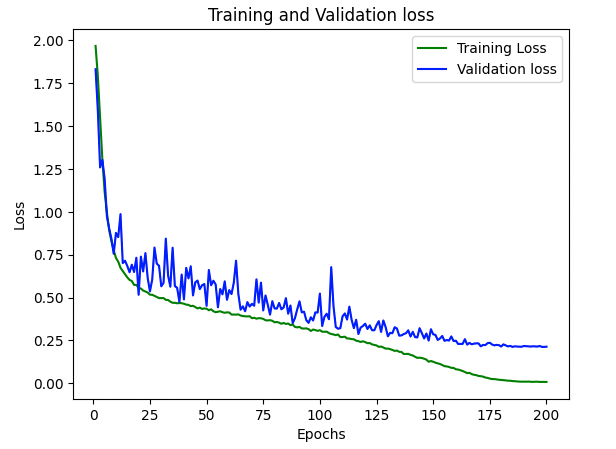 Training and Validation loss
Training Loss
Validation loss
Loss
2.00
1.75
1.50
1.25
1.00
0.75
0.50
0.25
0.00
0 25 50 75 100 125 150 175 200
Epochs